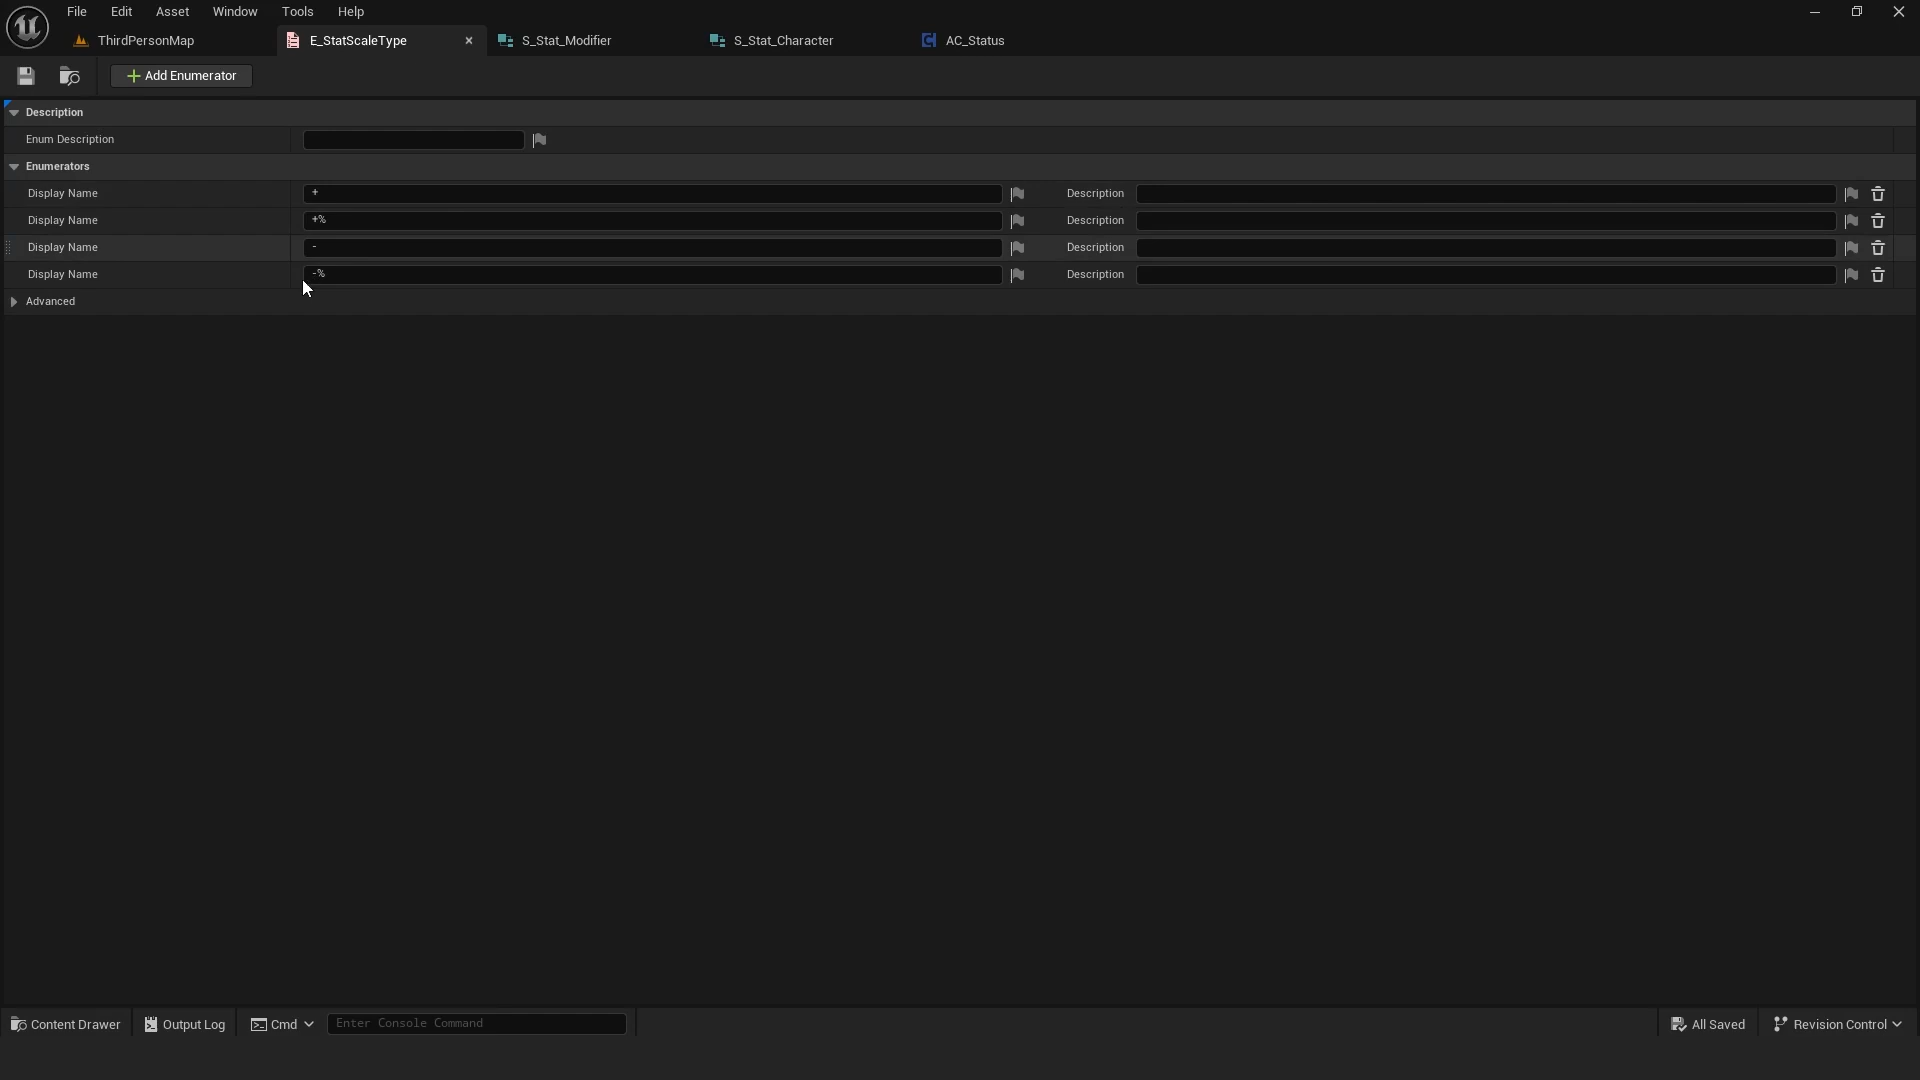 File Edit Asset Window Tools Help
ThirdPersonMap E_StatScaleType S_Stat_Modifier S_Stat_Character AC_Status
Add Enumerator
Description
Enum Description
Enumerators
Display Name + Description
Display Name +% Description
Display Name - Description
Display Name -% Description
Advanced
Content Drawer Output Log Cmd Enter Console Command All Saved Revision Control